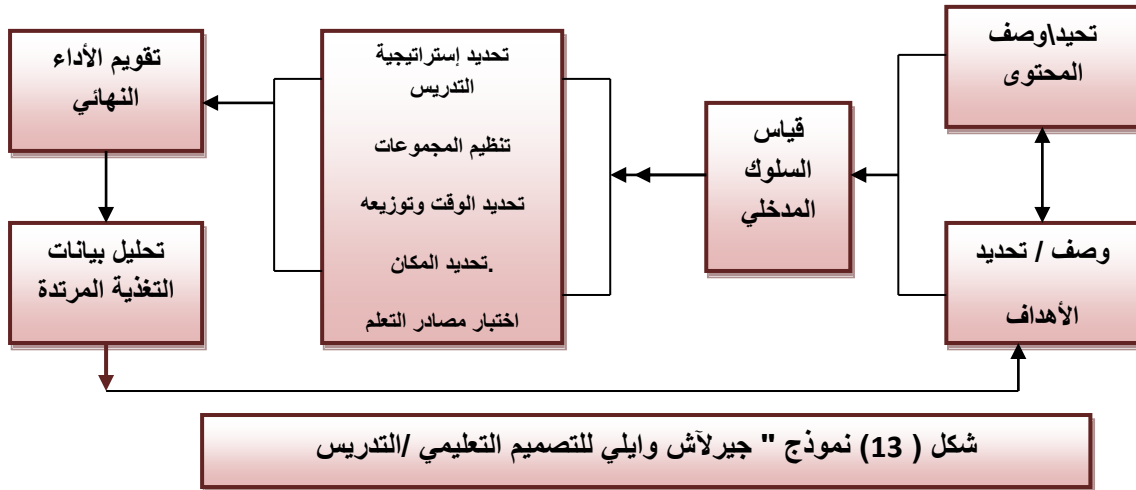 تحيد\وصف
المحتوى
وصف / تحديد
الأهداف
قياس
السلوك
المدخلي
تحديد إستراتيجية
التدريس
تنظيم المجموعات
تحديد الوقت وتوزيعه
.تحديد المكان
اختبار مصادر التعلم
تقويم الأداء
النهائي
تحليل بيانات
التغذية المرتدة
شكل ( 13) نموذج " جيرلآش وايلي للتصميم التعليمي /التدريس